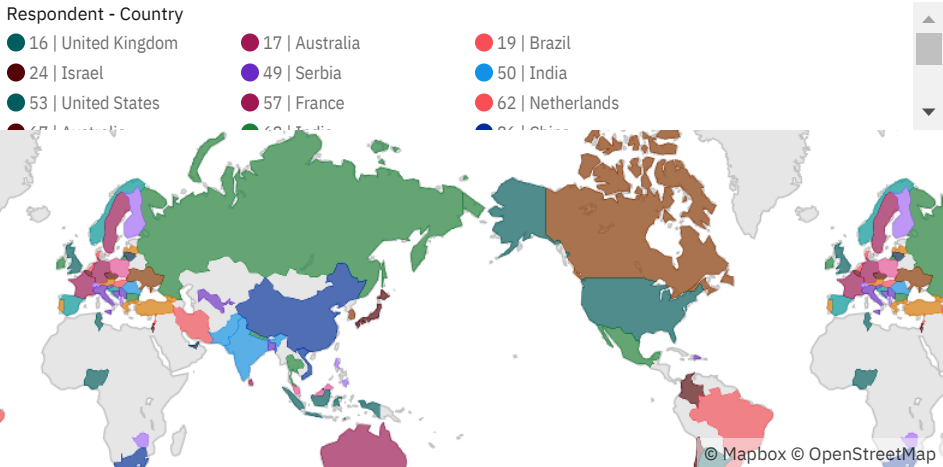 Respondent - Country
16 | United Kingdom 17 | Australia 19 | Brazil
24 | Israel 49 | Serbia 50 | India
53 | United States 57 | France 62 | Netherlands
© Mapbox © OpenStreetMap